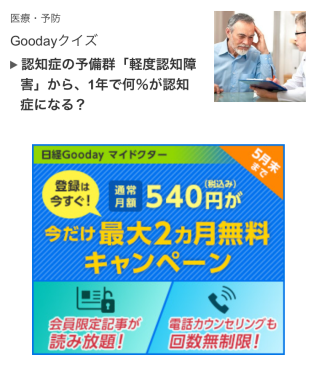 医療・予防
Goodayクイズ
認知症の予備群「軽度認知障
害」から、1年で何％が認知
症になる？
日経Gooday マイドクター
5月末
まで
登録は
今すぐ！
通常
月額
540円が
(税込み)
今だけ最大2カ月無料
キャンペーン
会員限定記事が
読み放題！
電話カウンセリングも
回数無制限！